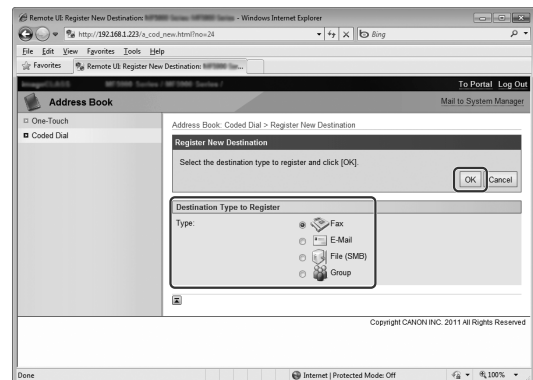 Remote UI: Register New Destination: - Windows Internet Explorer
http://192.168.1.223/a_cod_new.html?no=24
Bing
File Edit View Favorites Tools Help
Favorites
Remote UI: Register New Destination:
To Portal Log Out
Address Book
Mail to System Manager
One-Touch
Coded Dial
Address Book: Coded Dial > Register New Destination
Register New Destination
Select the destination type to register and click [OK].
OK Cancel
Destination Type to Register
Type: Fax
E-Mail
File (SMB)
Group
Copyright CANON INC. 2011 All Rights Reserved
Done
Internet | Protected Mode: Off
100%